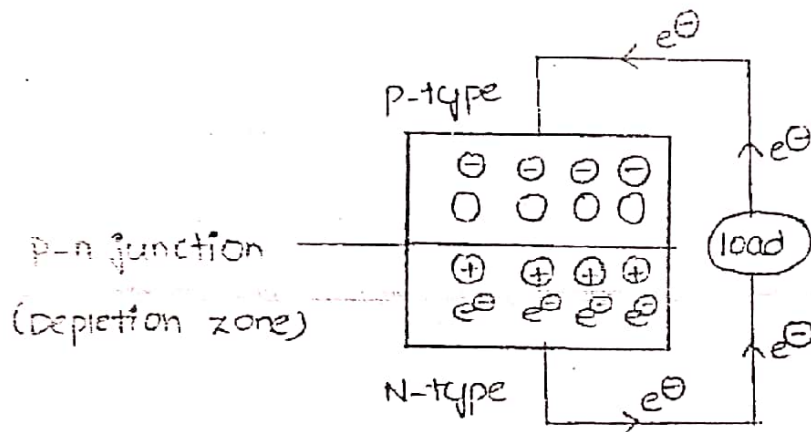 e⊖
P-type
e⊖
⊖ ⊖ ⊖ ⊖
p-n junction
load
+ + + +
(Depletion zone)
e⊖ e⊖ e⊖ e⊖
e⊖
N-type
e⊖